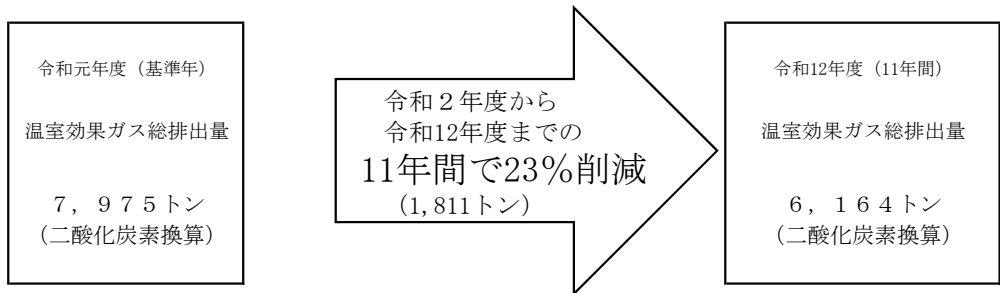 令和元年度（基準年）
温室効果ガス総排出量
７，９７５トン
（二酸化炭素換算）
令和２年度から
令和12年度までの
11年間で23％削減
（1,811トン）
令和12年度（11年間）
温室効果ガス総排出量
６，１６４トン
（二酸化炭素換算）